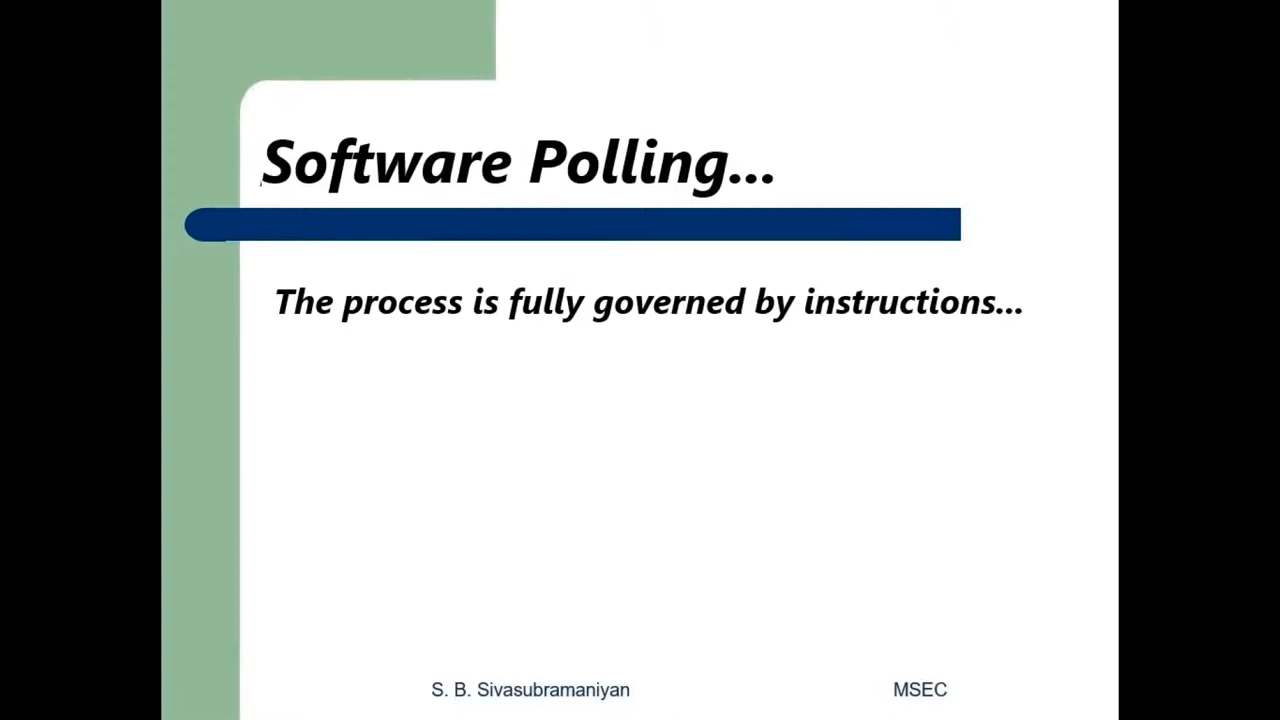 Software Polling...
The process is fully governed by instructions...
S. B. Sivasubramaniyan MSEC